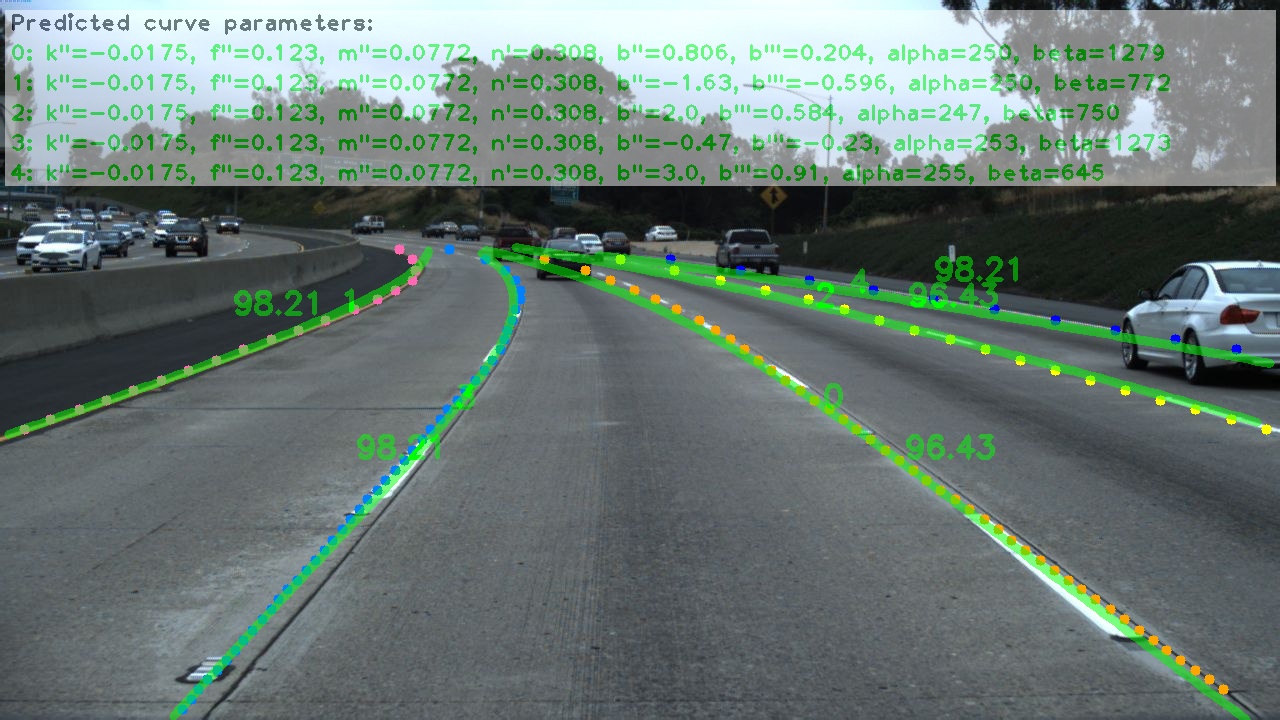 Predicted curve parameters:
0: k''=-0.0175, f''=0.123, m''=0.0772, n'=0.308, b''=0.806, b'''=0.204, alpha=250, beta=1279
1: k''=-0.0175, f''=0.123, m''=0.0772, n'=0.308, b''=-1.63, b'''=-0.596, alpha=250, beta=772
2: k''=-0.0175, f''=0.123, m''=0.0772, n'=0.308, b''=2.0, b'''=0.584, alpha=247, beta=750
3: k''=-0.0175, f''=0.123, m''=0.0772, n'=0.308, b''=-0.47, b'''=-0.23, alpha=253, beta=1273
4: k''=-0.0175, f''=0.123, m''=0.0772, n'=0.308, b''=3.0, b'''=0.91, alpha=255, beta=645
98.21
4
96.43
2
98.21 1
0
98.21
96.43